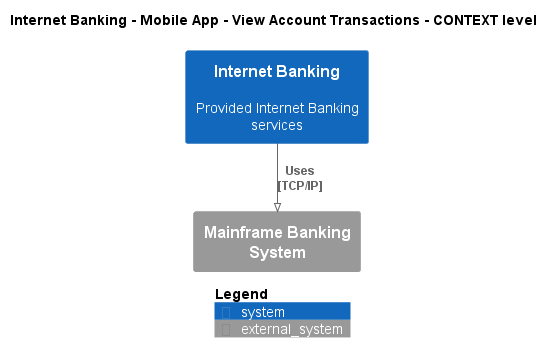 Internet Banking - Mobile App - View Account Transactions - CONTEXT level
Internet Banking
Provided Internet Banking
services
Uses
[TCP/IP]
Mainframe Banking
System
Legend
system
external_system